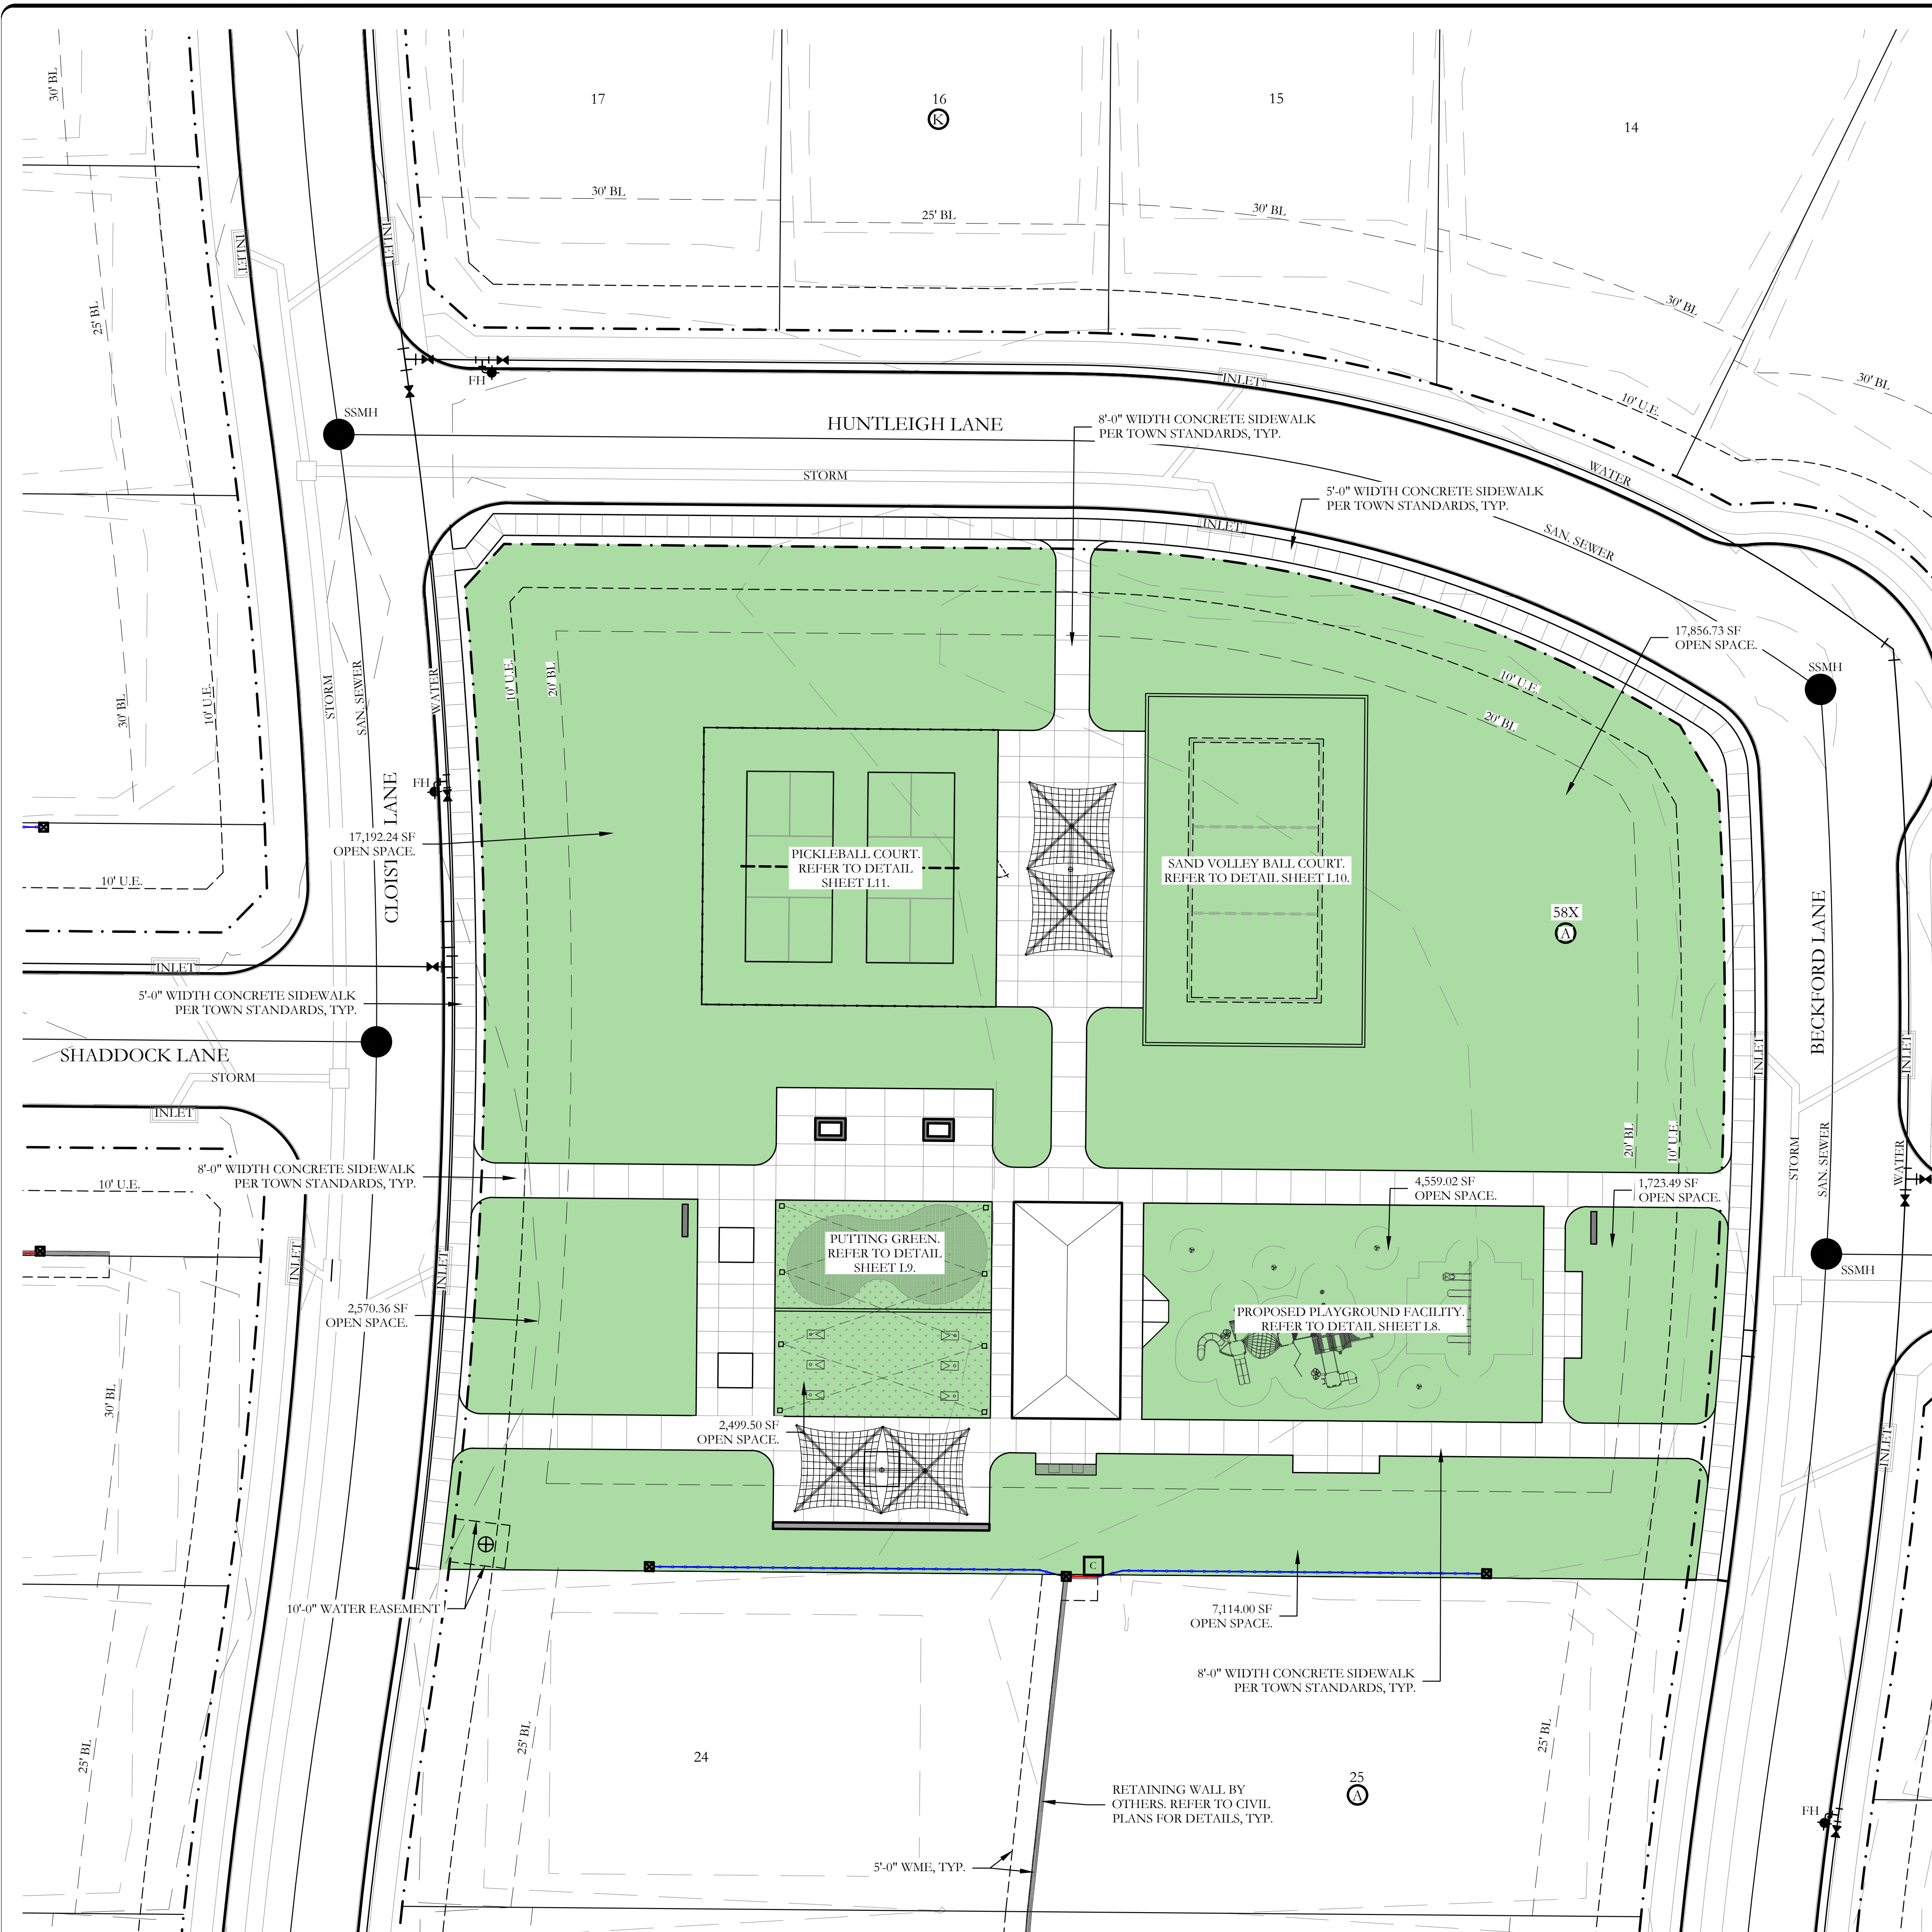 30' BL
17
16
K
15
14
30' BL
25' BL
30' BL
30' BL
30' BL
10' U.E.
INLET
INLET
25' BL
FH
INLET
SSMH
HUNTLEIGH LANE
8'-0" WIDTH CONCRETE SIDEWALK
PER TOWN STANDARDS, TYP.
STORM
WATER
5'-0" WIDTH CONCRETE SIDEWALK
PER TOWN STANDARDS, TYP.
INLET
SAN. SEWER
17,856.73 SF
OPEN SPACE.
SSMH
30' BL
10' U.E.
STORM
SAN. SEWER
WATER
10' U.E.
20' BL
10' U.E.
20' BL
FH
CLOIST
LANE
17,192.24 SF
OPEN SPACE.
PICKLEBALL COURT.
REFER TO DETAIL
SHEET L11.
SAND VOLLEY BALL COURT.
REFER TO DETAIL SHEET L10.
58X
A
BECKFORD LANE
10' U.E.
INLET
5'-0" WIDTH CONCRETE SIDEWALK
PER TOWN STANDARDS, TYP.
SHADDOCK LANE
STORM
INLET
INLET
INLET
20' BL
10' U.E.
STORM
SAN. SEWER
WATER
8'-0" WIDTH CONCRETE SIDEWALK
PER TOWN STANDARDS, TYP.
10' U.E.
4,559.02 SF
OPEN SPACE.
1,723.49 SF
OPEN SPACE.
PUTTING GREEN.
REFER TO DETAIL
SHEET L9.
INLET
INLET
SSMH
2,570.36 SF
OPEN SPACE.
PROPOSED PLAYGROUND FACILITY.
REFER TO DETAIL SHEET L8.
30' BL
2,499.50 SF
OPEN SPACE.
INLET
C
10'-0" WATER EASEMENT
7,114.00 SF
OPEN SPACE.
8'-0" WIDTH CONCRETE SIDEWALK
PER TOWN STANDARDS, TYP.
25' BL
25' BL
25' BL
24
25
A
RETAINING WALL BY
OTHERS. REFER TO CIVIL
PLANS FOR DETAILS, TYP.
FH
5'-0" WME, TYP.